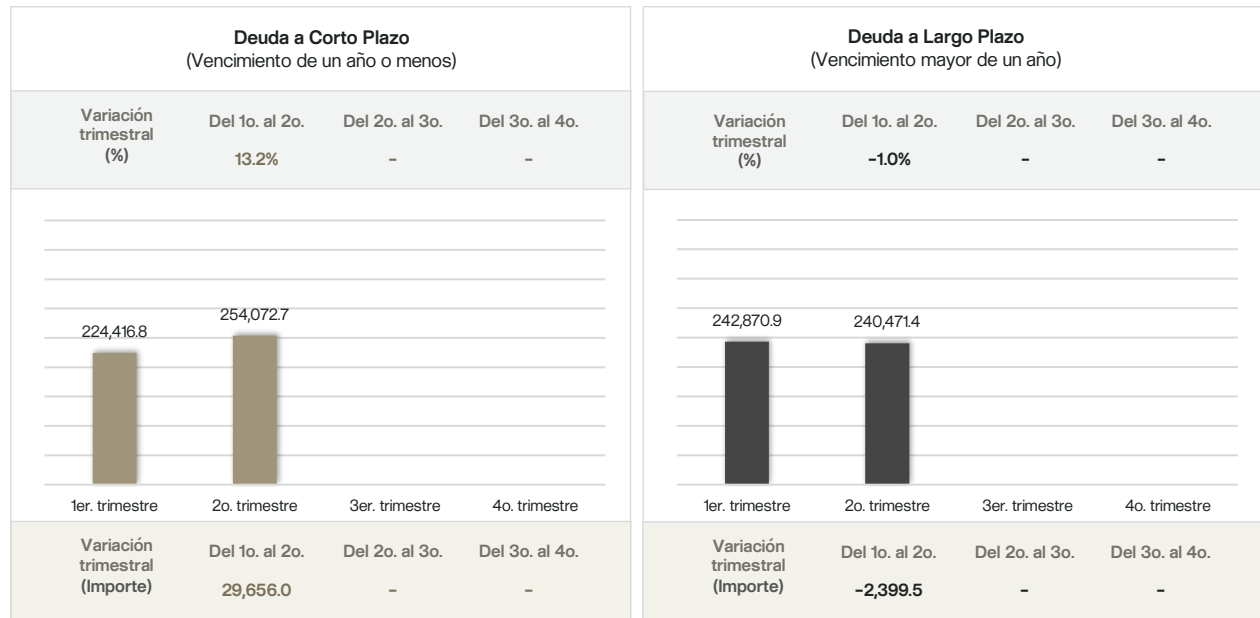 Deuda a Corto Plazo
(Vencimiento de un año o menos)
Variación trimestral (%)
Del 1o. al 2o.
Del 2o. al 3o.
Del 3o. al 4o.
13.2%
–
–
224,416.8
254,072.7
1er. trimestre
2o. trimestre
3er. trimestre
4o. trimestre
Variación trimestral (Importe)
Del 1o. al 2o.
Del 2o. al 3o.
Del 3o. al 4o.
29,656.0
–
–
Deuda a Largo Plazo
(Vencimiento mayor de un año)
Variación trimestral (%)
Del 1o. al 2o.
Del 2o. al 3o.
Del 3o. al 4o.
-1.0%
–
–
242,870.9
240,471.4
1er. trimestre
2o. trimestre
3er. trimestre
4o. trimestre
Variación trimestral (Importe)
Del 1o. al 2o.
Del 2o. al 3o.
Del 3o. al 4o.
-2,399.5
–
–